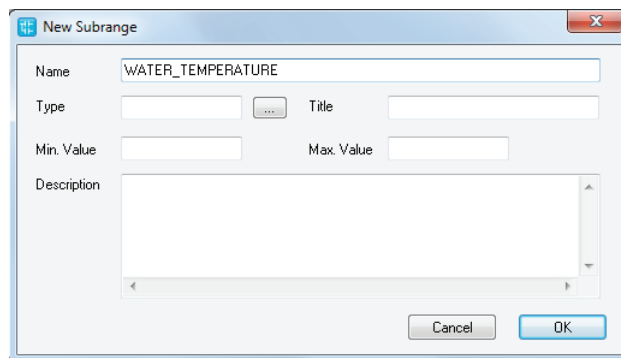 New Subrange
Name WATER_TEMPERATURE
Type ... Title
Min. Value Max. Value
Description
Cancel OK